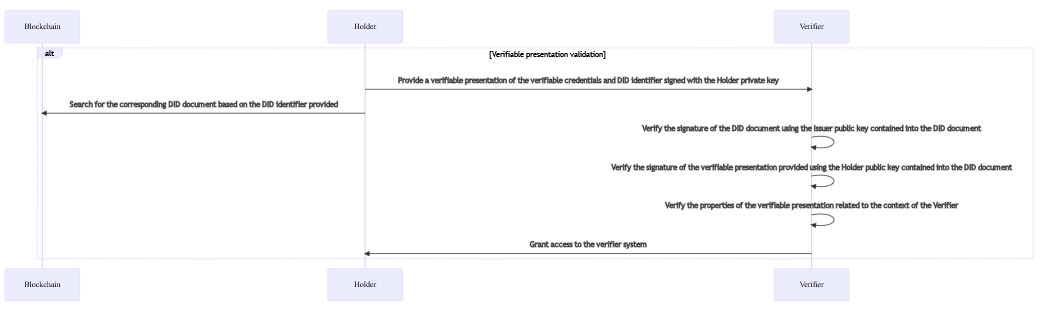 Blockchain
Holder
Verifier
alt
[Verifiable presentation validation]
Provide a verifiable presentation of the verifiable credentials and DID identifier signed with the Holder private key
Search for the corresponding DID document based on the DID identifier provided
Verify the signature of the DID document using the issuer public key contained into the DID document
Verify the signature of the verifiable presentation provided using the Holder public key contained into the DID document
Verify the properties of the verifiable presentation related to the context of the Verifier
Grant access to the verifier system
Blockchain
Holder
Verifier